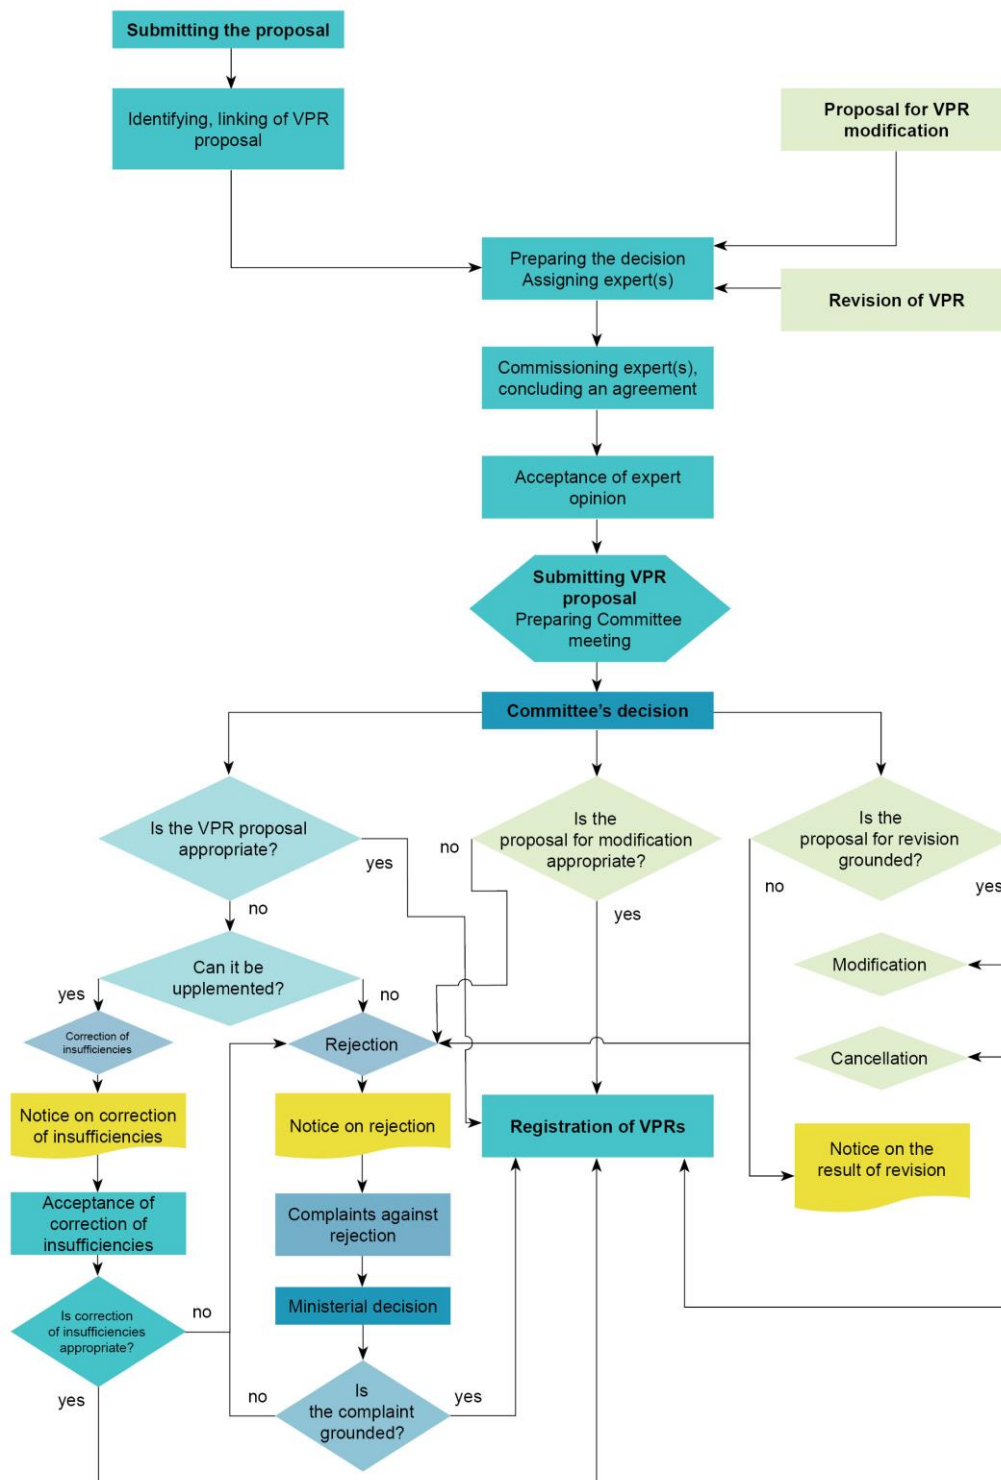 Submitting the proposal
Identifying, linking of VPR
proposal
Proposal for VPR
modification
Preparing the decision
Assigning expert(s)
Revision of VPR
Commissioning expert(s),
concluding an agreement
Acceptance of expert
opinion
Submitting VPR
proposal
Preparing Committee
meeting
Committee's decision
Is the VPR proposal
appropriate?
yes
no
Is the
proposal for modification
appropriate?
no
yes
Is the
proposal for revision
grounded?
no
yes
Can it be
upplemented?
yes
no
Modification
Correction of
insufficiencies
Rejection
Cancellation
Notice on correction
of insufficiencies
Notice on rejection
Registration of VPRs
Notice on the
result of revision
Acceptance of
correction of
insufficiencies
Complaints against
rejection
Ministerial decision
Is correction
of insufficiencies
appropriate?
no
yes
Is
the complaint
grounded?
no
yes